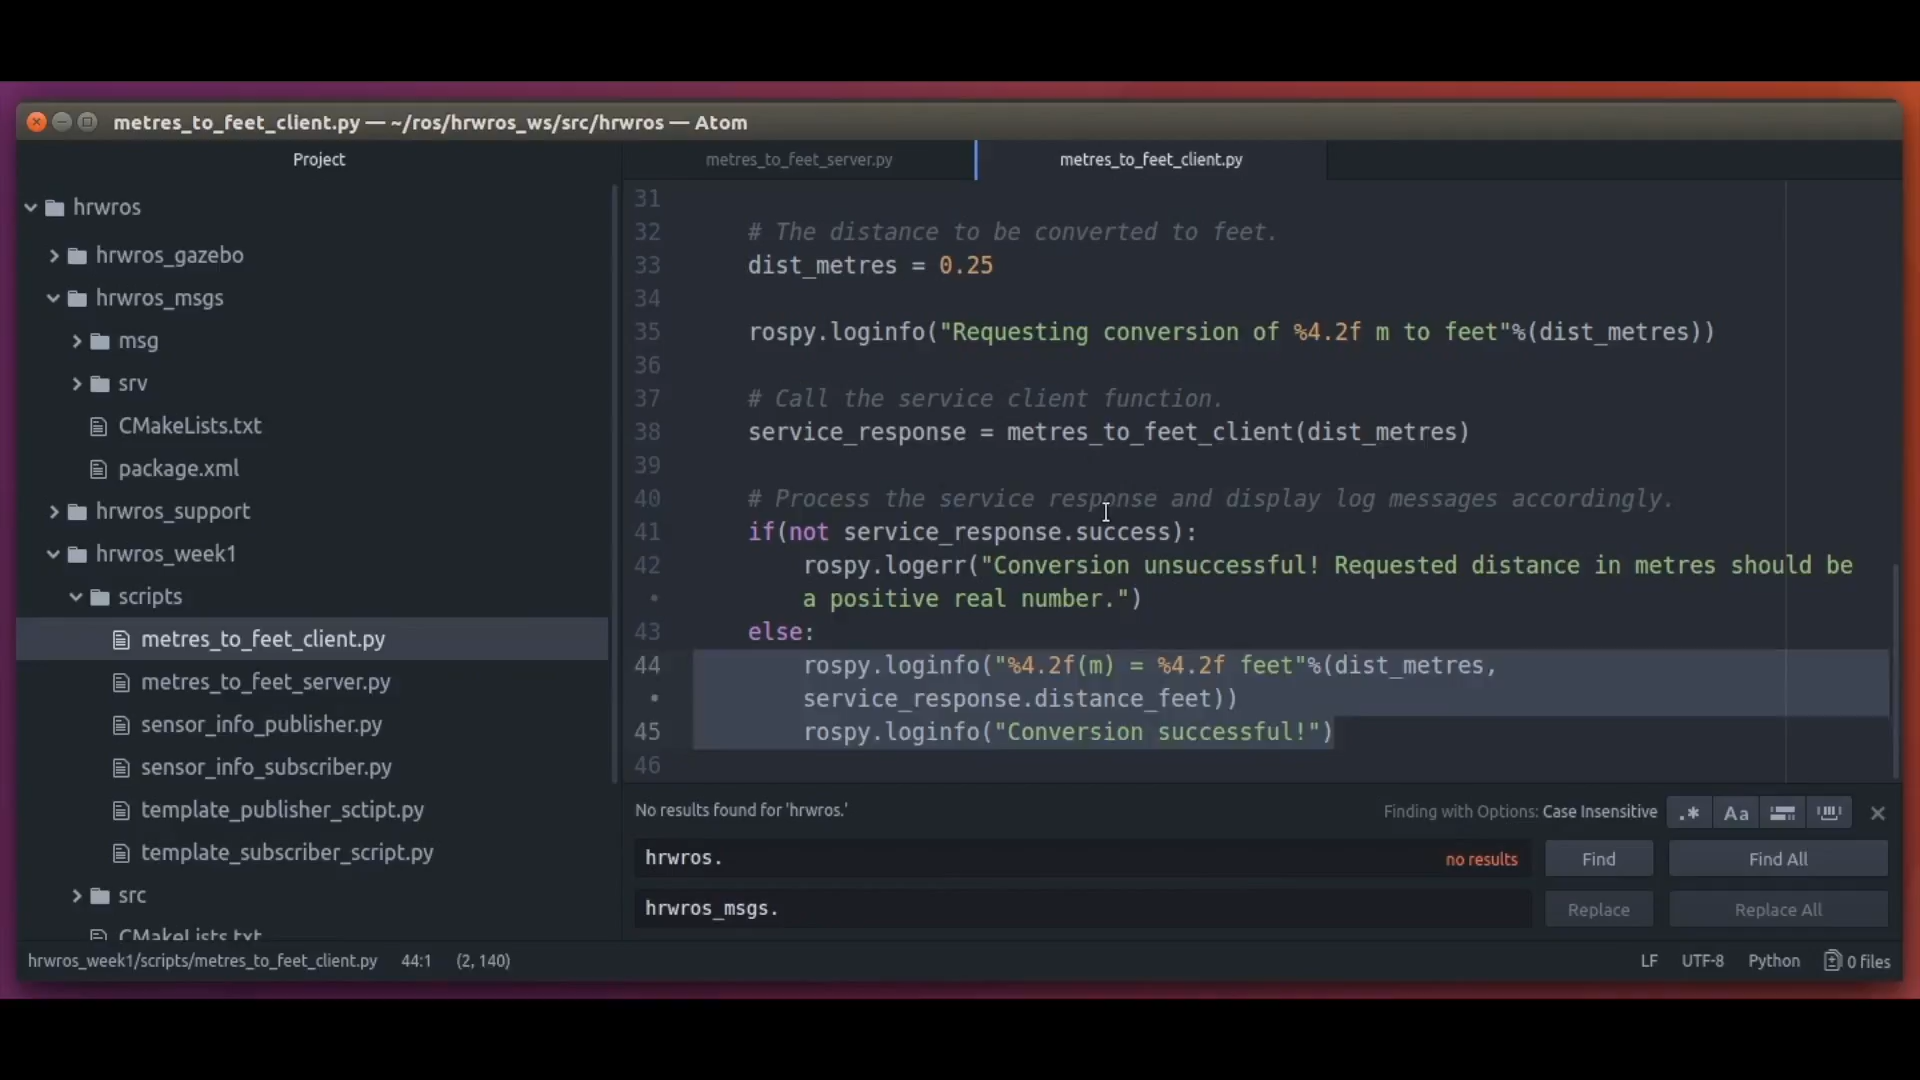 metres_to_feet_client.py — ~/ros/hrwros_ws/src/hrwros — Atom
Project
hrwros
hrwros_gazebo
hrwros_msgs
msg
srv
CMakeLists.txt
package.xml
hrwros_support
hrwros_week1
scripts
metres_to_feet_client.py
metres_to_feet_server.py
sensor_info_publisher.py
sensor_info_subscriber.py
template_publisher_sctipt.py
template_subscriber_script.py
src
CMakeLists.txt
metres_to_feet_server.py
metres_to_feet_client.py
31
32 # The distance to be converted to feet.
33 dist_metres = 0.25
34
35 rospy.loginfo("Requesting conversion of %4.2f m to feet"%(dist_metres))
36
37 # Call the service client function.
38 service_response = metres_to_feet_client(dist_metres)
39
40 # Process the service response and display log messages accordingly.
41 if(not service_response.success):
42 rospy.logerr("Conversion unsuccessful! Requested distance in metres should be
• a positive real number.")
43 else:
44 rospy.loginfo("%4.2f(m) = %4.2f feet"%(dist_metres,
• service_response.distance_feet))
45 rospy.loginfo("Conversion successful!")
46
No results found for 'hrwros.'
Finding with Options: Case Insensitive
.* Aa
hrwros. no results
Find
Find All
hrwros_msgs.
Replace
Replace All
hrwros_week1/scripts/metres_to_feet_client.py 44:1 (2, 140)
LF UTF-8 Python 0 files